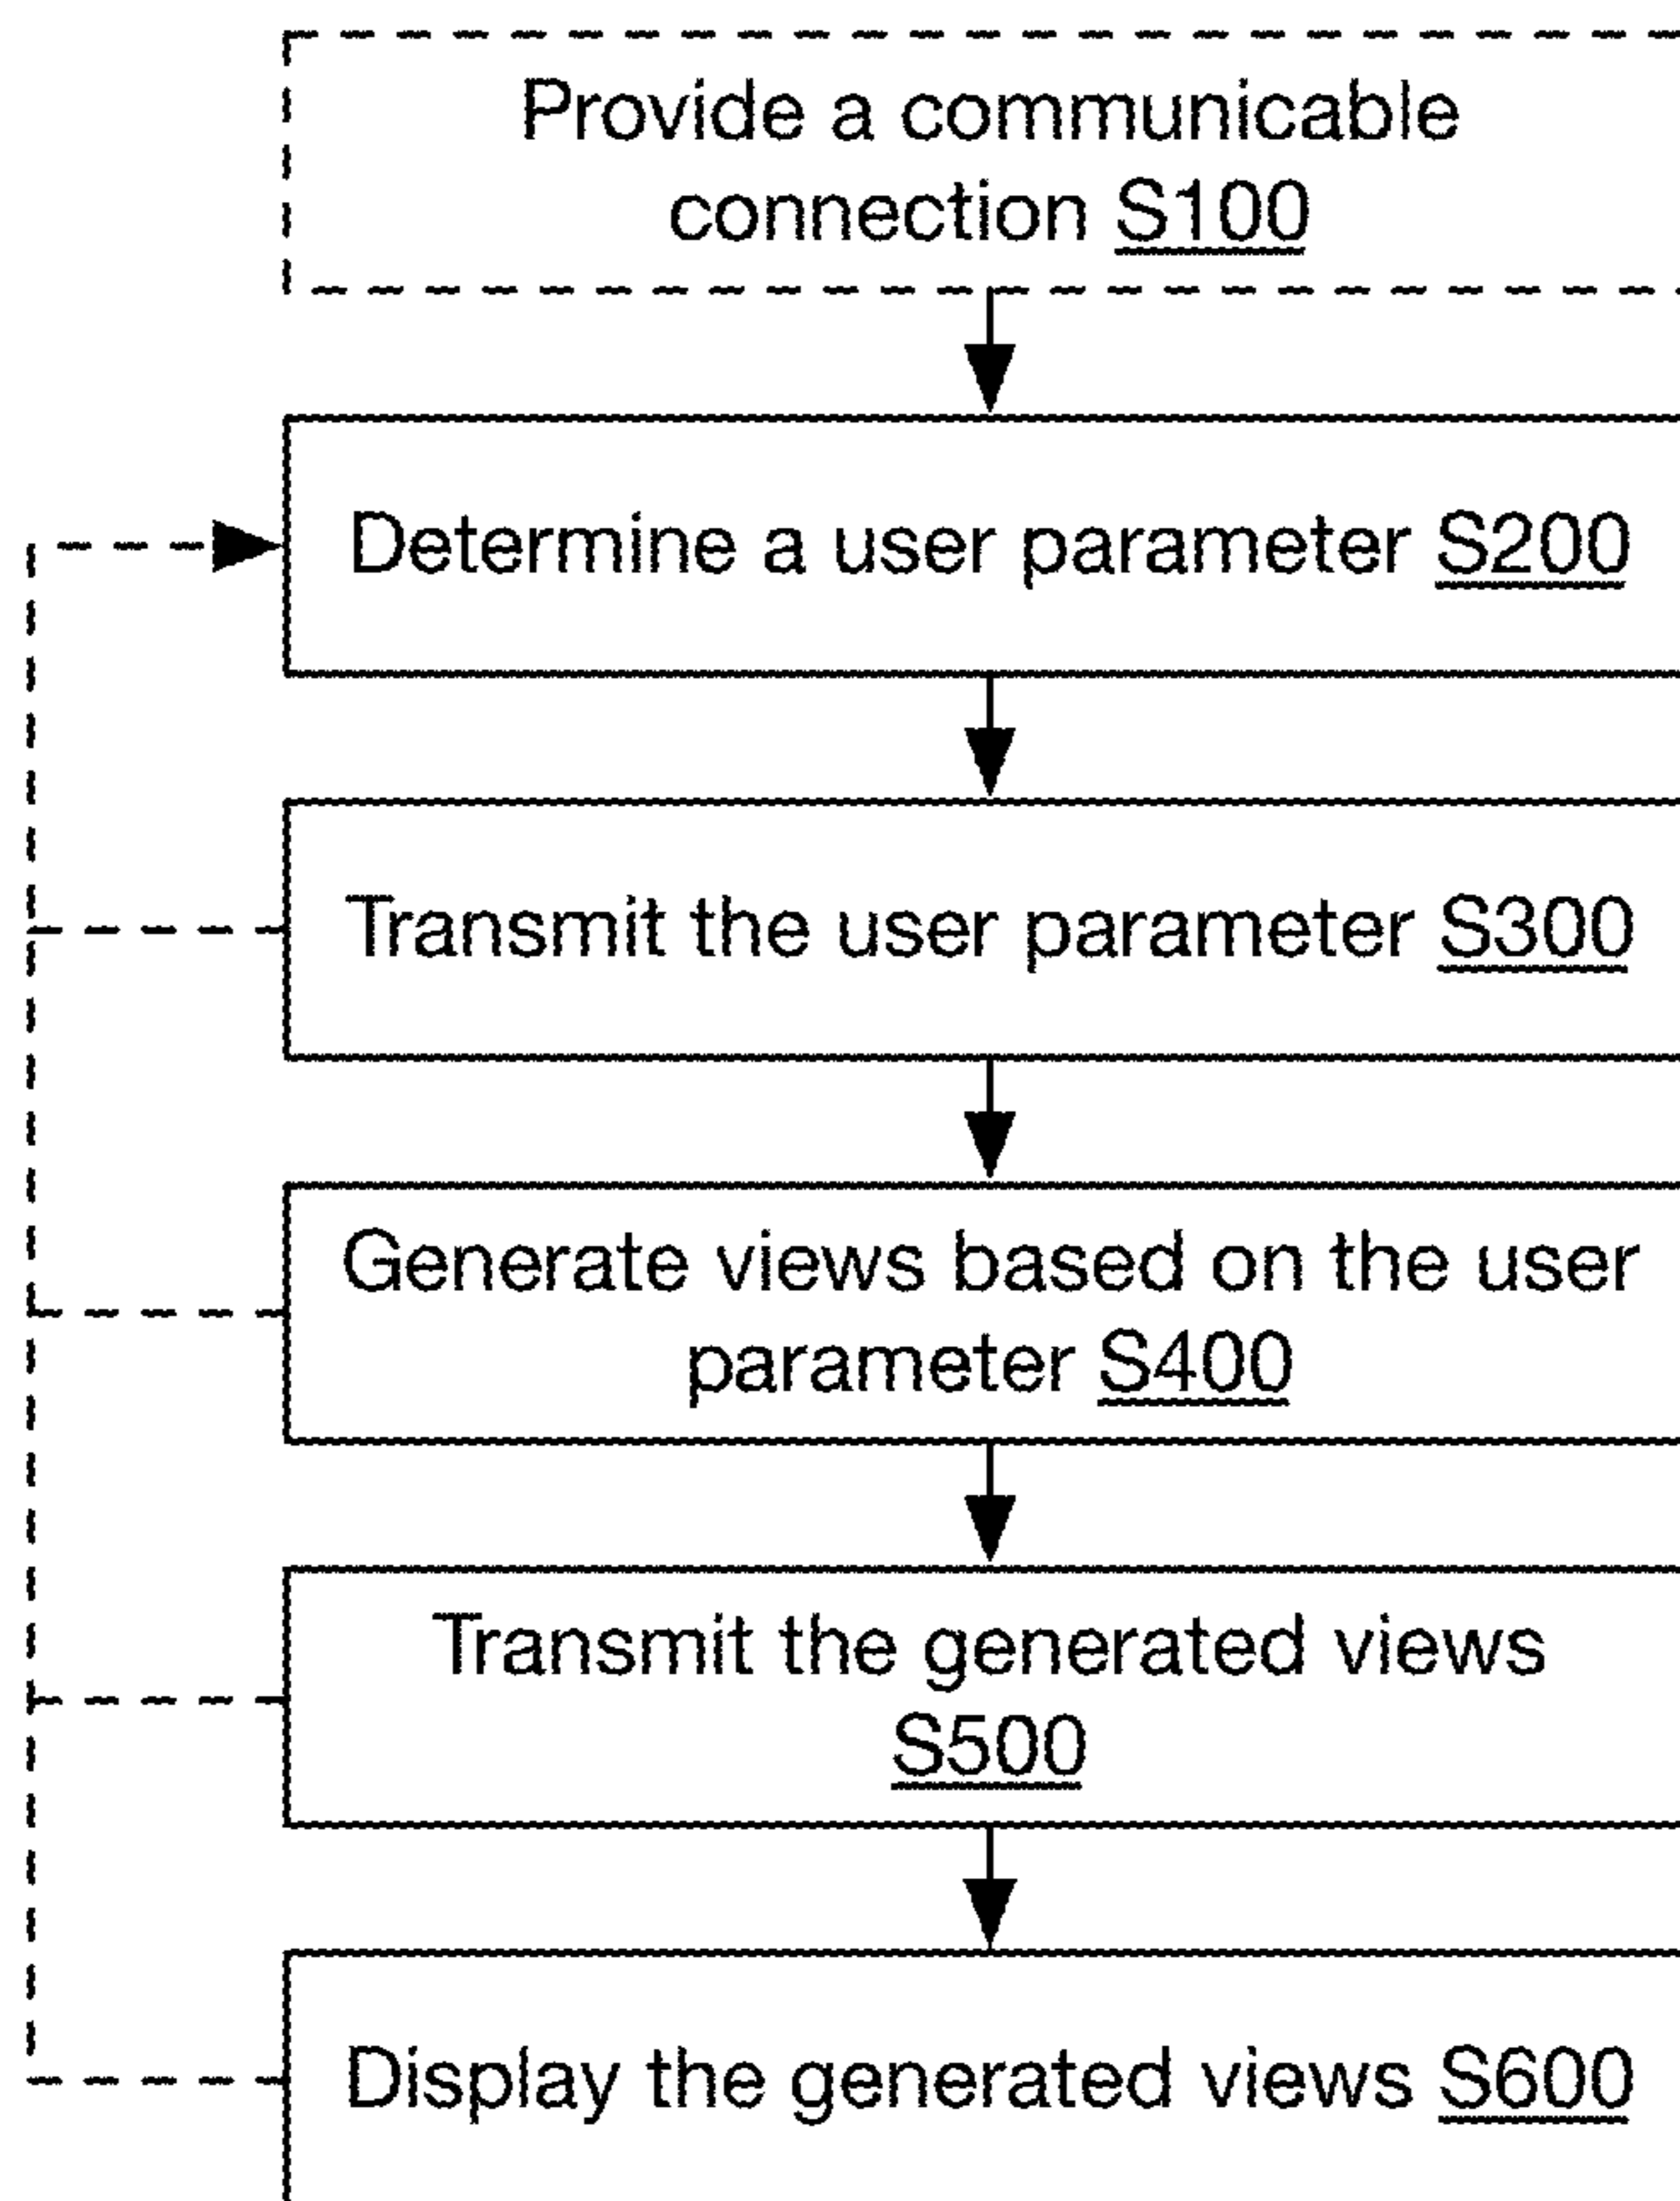 Provide a communicable
connection S100
Determine a user parameter S200
Transmit the user parameter S300
Generate views based on the user
parameter S400
Transmit the generated views
S500
Display the generated views S600